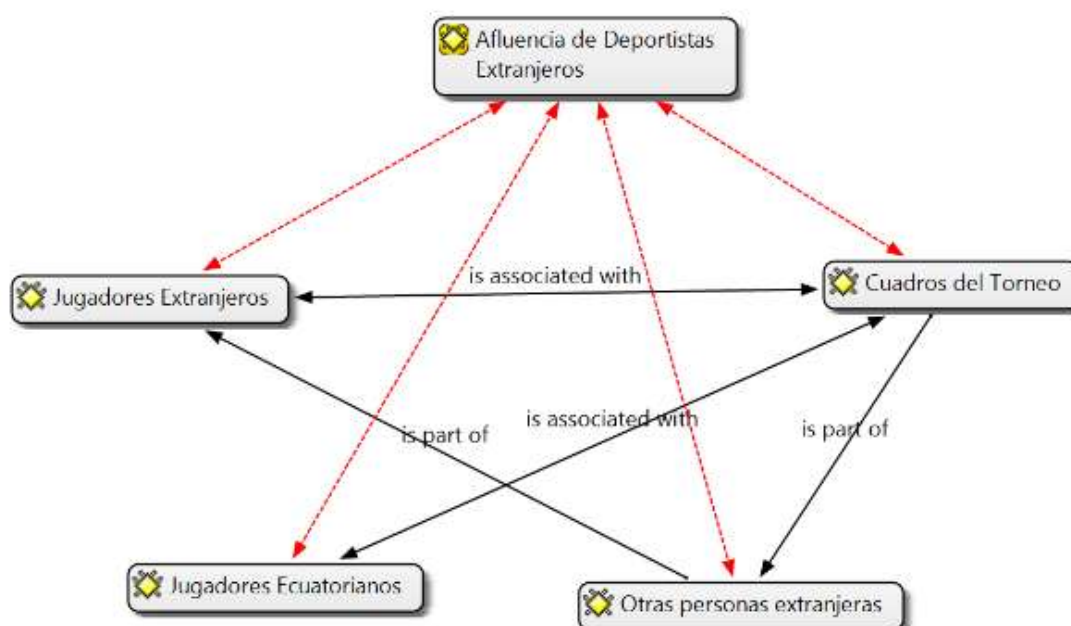 Afluencia de Deportistas
Extranjeros
is associated with
Jugadores Extranjeros
Cuadros del Torneo
is associated with
is part of
is part of
Jugadores Ecuatorianos
Otras personas extranjeras